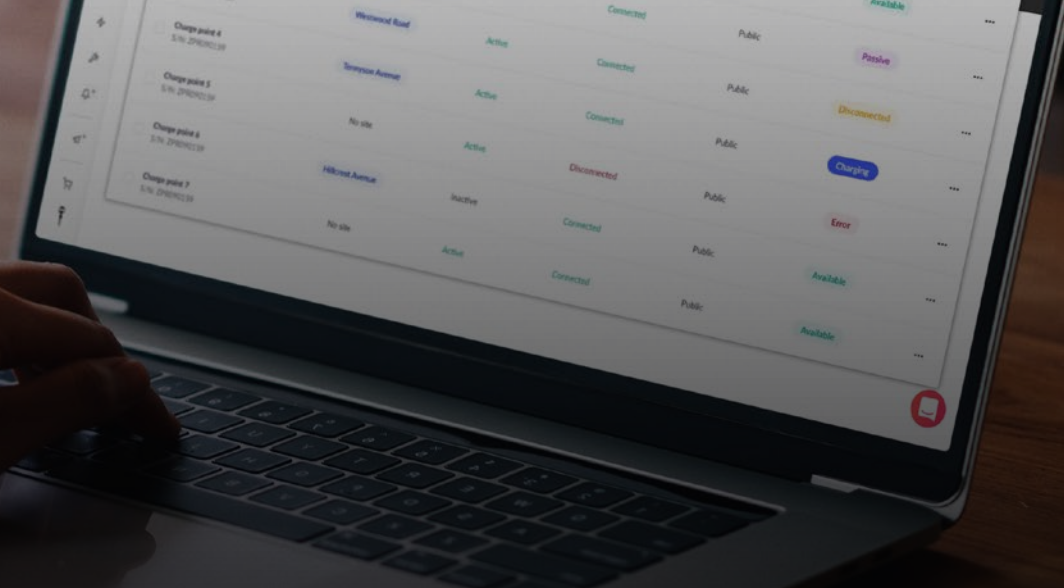 Available
Connected Public Passive
Westwood Road Active Connected Public Disconnected
Charge point 4 Tennyson Avenue Active Connected Public Charging
S/N:
Charge point 5 No site Active Disconnected Public Error
S/N:
Charge point 6 Hillcrest Avenue Inactive Connected Public Available
S/N:
Charge point 7 No site Active Connected Public Available
S/N: